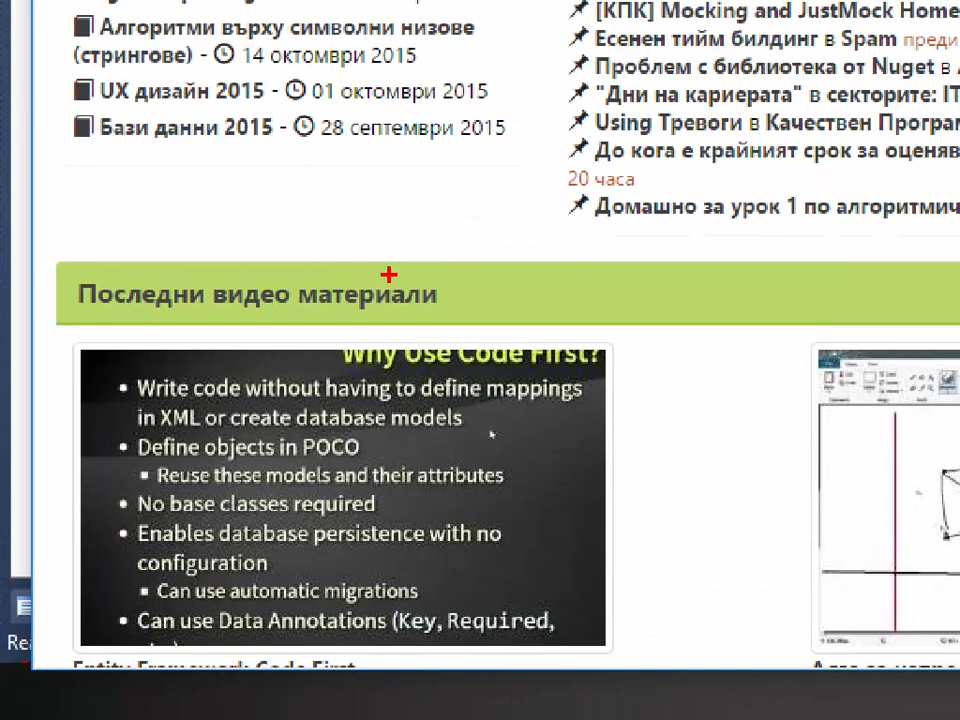 Алгоритми върху символни низове
(стрингове) - 14 октомври 2015
UX дизайн 2015 - 01 октомври 2015
Бази данни 2015 - 28 септември 2015
[КПК] Mocking and JustMock Home
Есенен тийм билдинг в Spam преди
Проблем с библиотека от Nuget в
"Дни на кариерата" в секторите: IT
Using Тревоги в Качествен Програм
До кога е крайният срок за оценяв
20 часа
Домашно за урок 1 по алгоритмич
Последни видео материали
Why Use Code First?
• Write code without having to define mappings
in XML or create database models
• Define objects in POCO
▪ Reuse these models and their attributes
• No base classes required
• Enables database persistence with no
configuration
▪ Can use automatic migrations
• Can use Data Annotations (Key, Required,
Entity Framework Code First
Rea